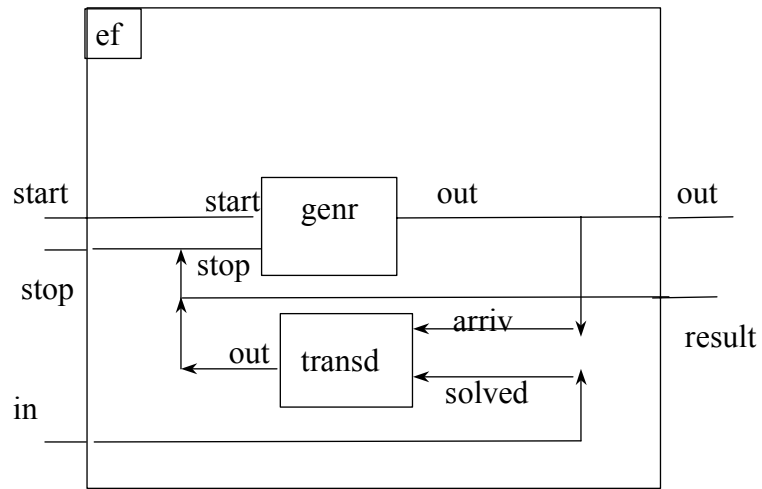 ef
start
start
genr
out
out
stop
stop
arriv
result
out
transd
solved
in